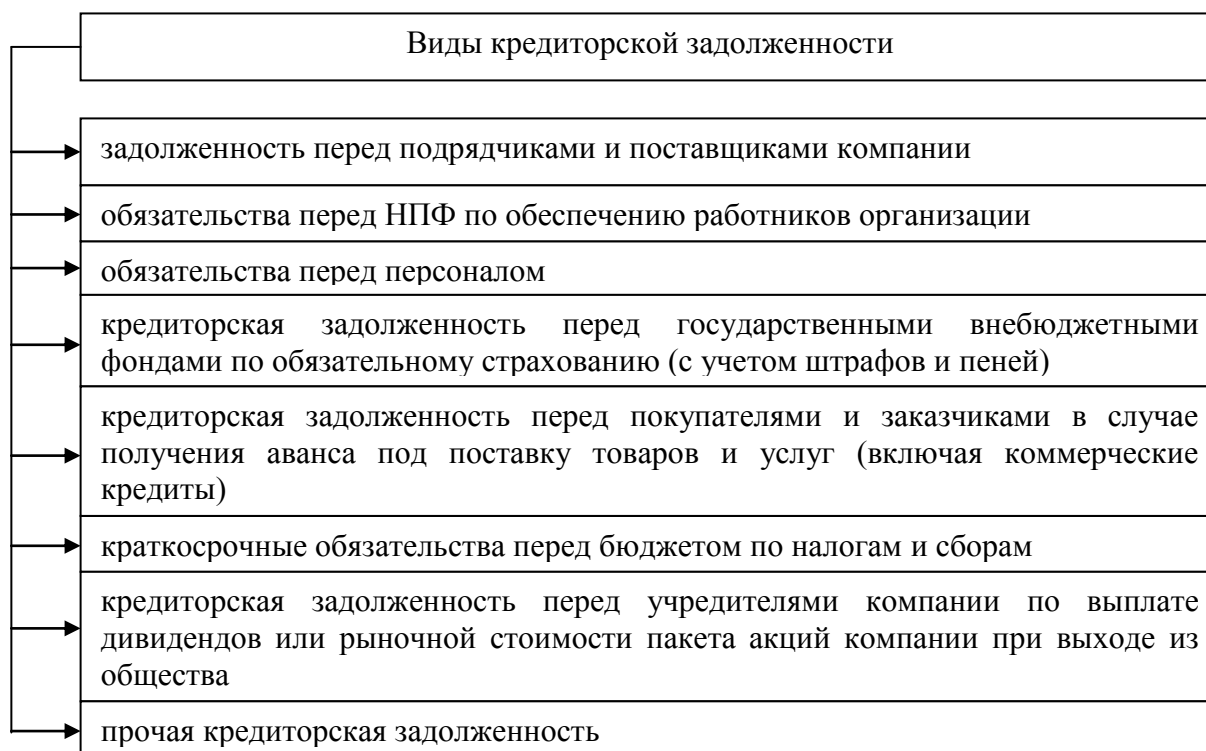 Виды кредиторской задолженности
задолженность перед подрядчиками и поставщиками компании
обязательства перед НПФ по обеспечению работников организации
обязательства перед персоналом
кредиторская задолженность перед государственными внебюджетными
фондами по обязательному страхованию (с учетом штрафов и пеней)
кредиторская задолженность перед покупателями и заказчиками в случае
получения аванса под поставку товаров и услуг (включая коммерческие
кредиты)
краткосрочные обязательства перед бюджетом по налогам и сборам
кредиторская задолженность перед учредителями компании по выплате
дивидендов или рыночной стоимости пакета акций компании при выходе из
общества
прочая кредиторская задолженность